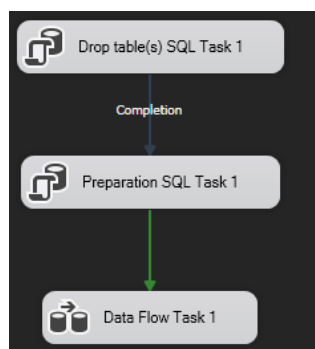 Drop table(s) SQL Task 1
Completion
Preparation SQL Task 1
Data Flow Task 1